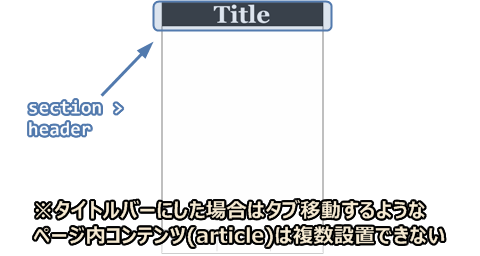 Title
section >
header
※タイトルバーにした場合はタブ移動するような
ページ内コンテンツ(article)は複数設置できない